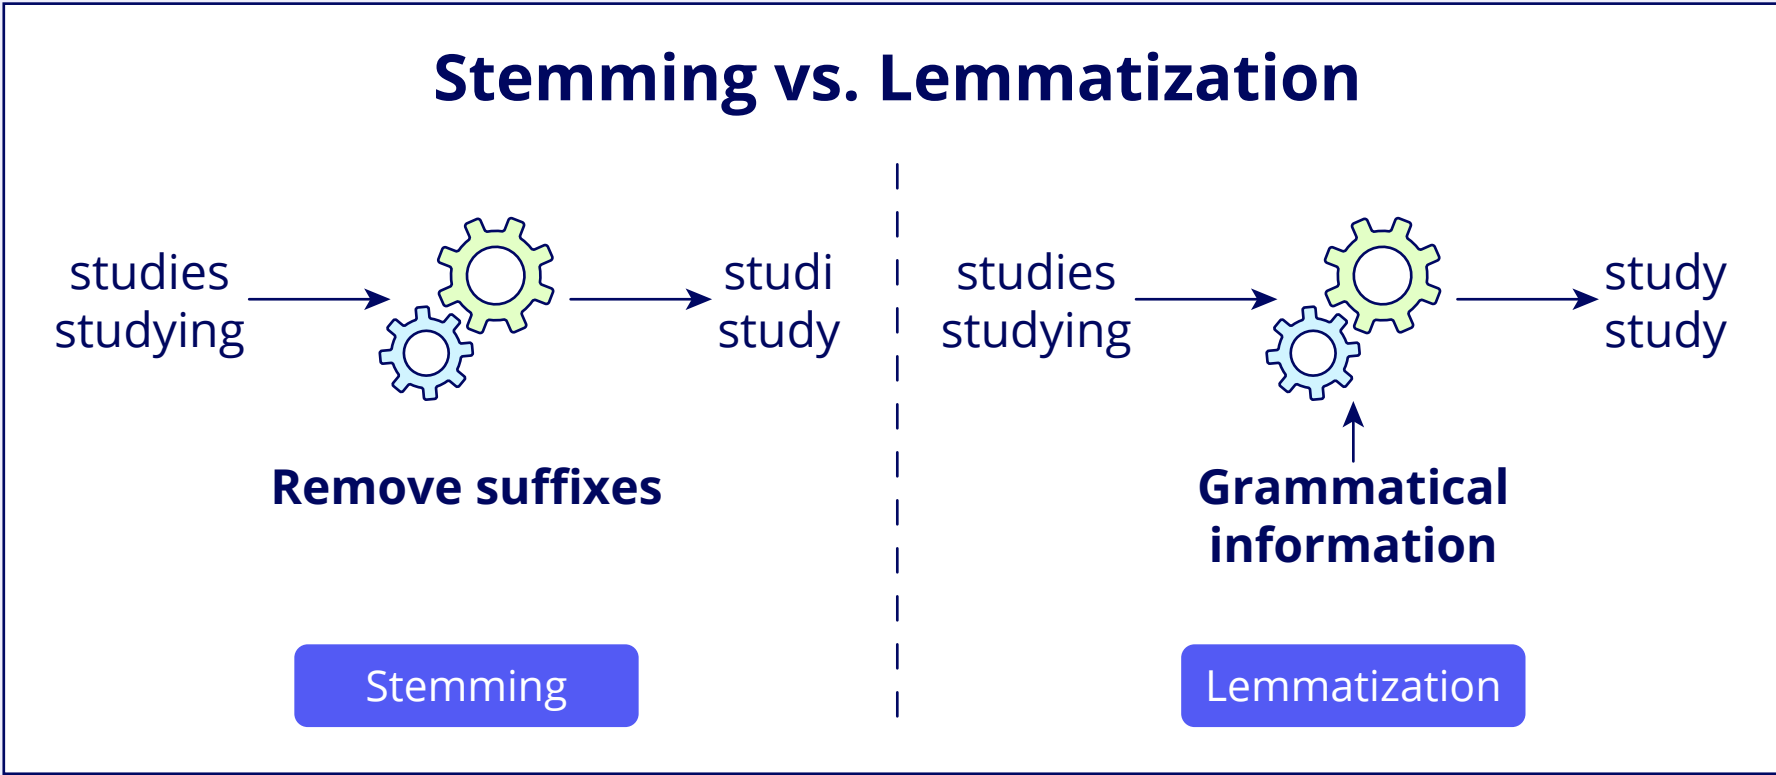 Stemming vs. Lemmatization
studies
studying
studi
study
Remove suffixes
Stemming
studies
studying
study
study
Grammatical
information
Lemmatization